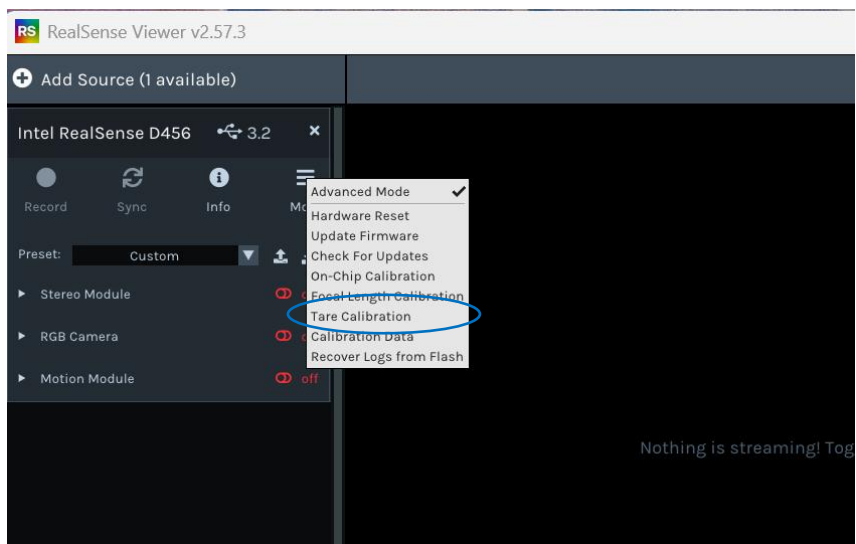 RS RealSense Viewer v2.57.3
Add Source (1 available)
Intel RealSense D456 3.2
Record Sync Info
Advanced Mode
Hardware Reset
Update Firmware
Preset: Custom
Check For Updates
On-Chip Calibration
Stereo Module
Focal Length Calibration
Tare Calibration
RGB Camera
Calibration Data
Recover Logs from Flash
Motion Module off
Nothing is streaming! Tog